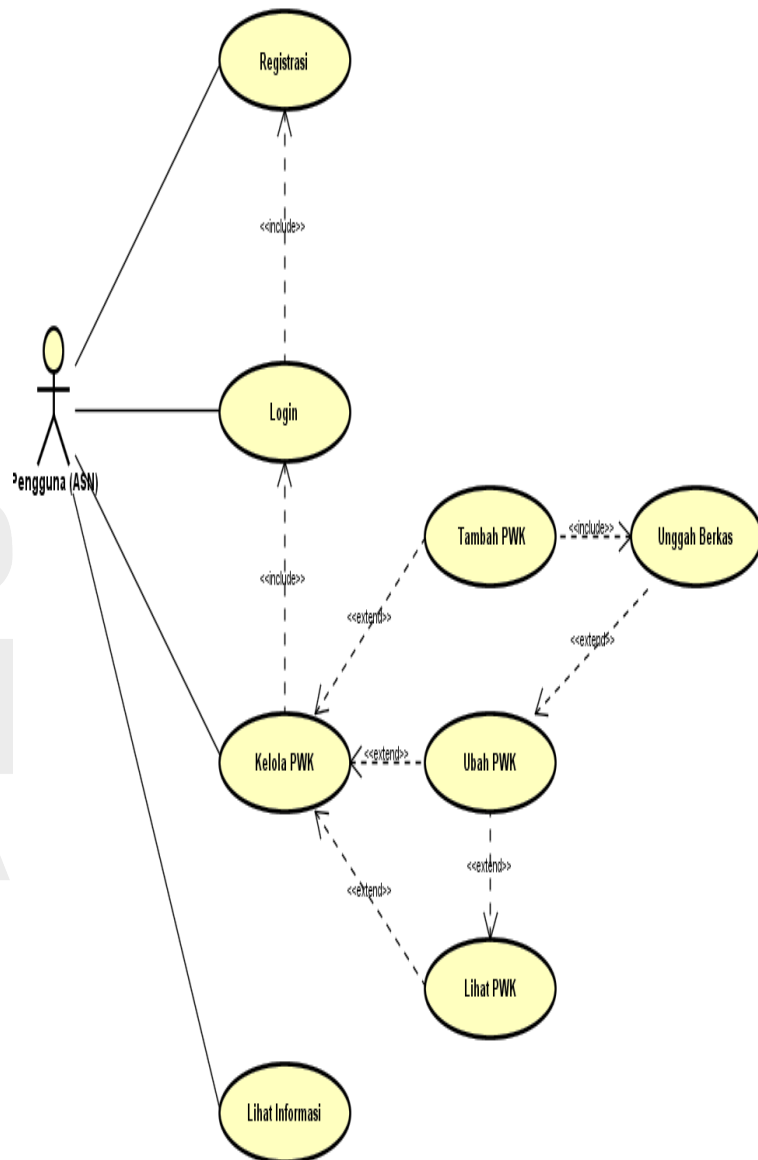 Registrasi
<<include>>
Login
Pengguna (ASN)
<<include>>
Tambah PWK
<<include>>
Unggah Berkas
<<extend>>
<<extend>>
Kelola PWK
<<extend>>
Ubah PWK
<<extend>>
<<extend>>
Lihat PWK
Lihat Informasi